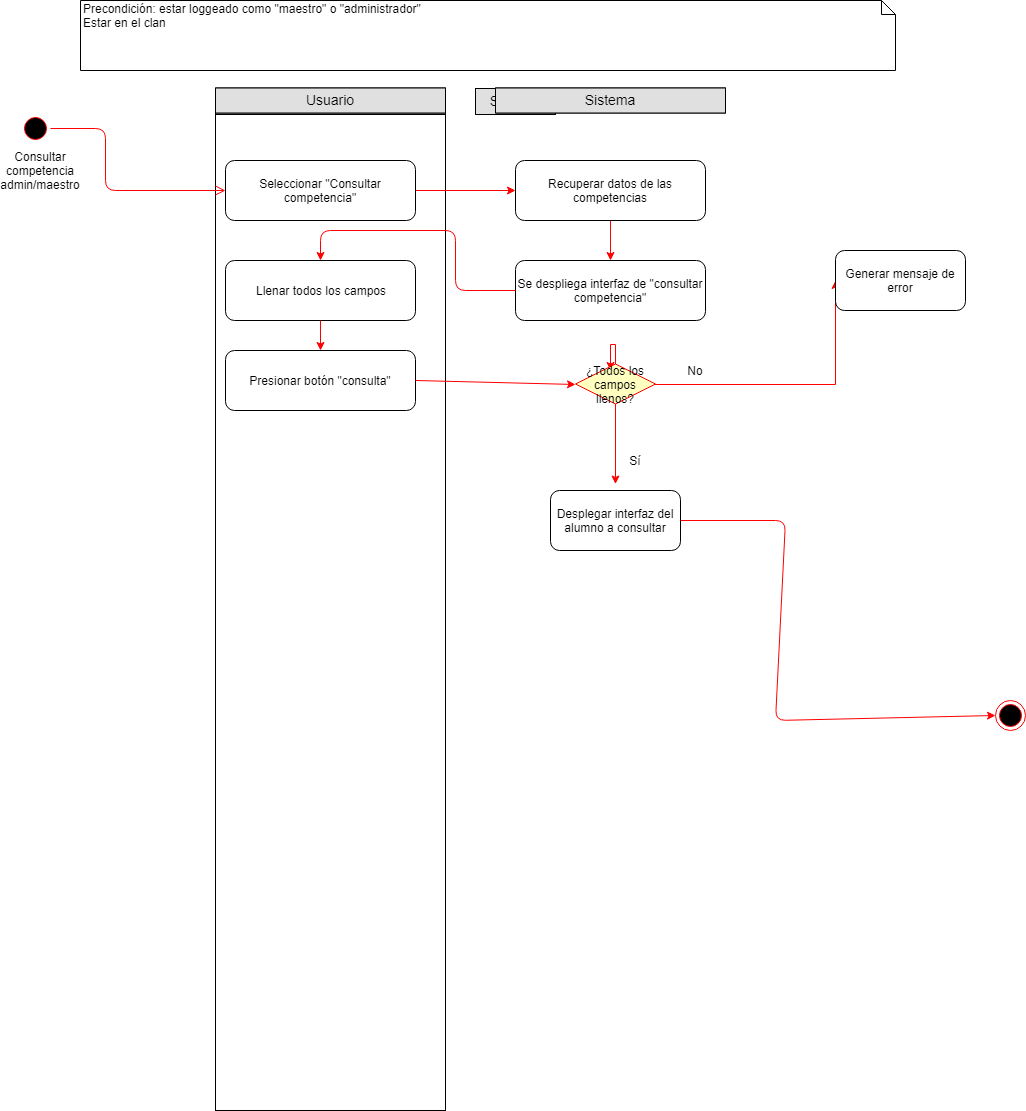 Precondición: estar loggeado como "maestro" o "administrador"
Estar en el clan
Usuario
S
Sistema
Consultar
competencia
admin/maestro
Seleccionar "Consultar
competencia"
Recuperar datos de las
competencias
Llenar todos los campos
Se despliega interfaz de "consultar
competencia"
Generar mensaje de
error
Presionar botón "consulta"
¿Todos los
campos
llenos?
No
Sí
Desplegar interfaz del
alumno a consultar